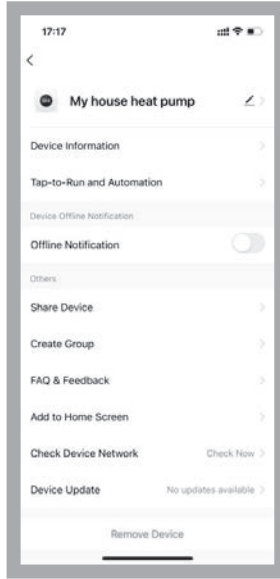 17:17
My house heat pump
Device Information
Tap-to-Run and Automation
Device Offline Notification
Offline Notification
Others
Share Device
Create Group
FAQ & Feedback
Add to Home Screen
Check Device Network Check Now
Device Update No updates available
Remove Device